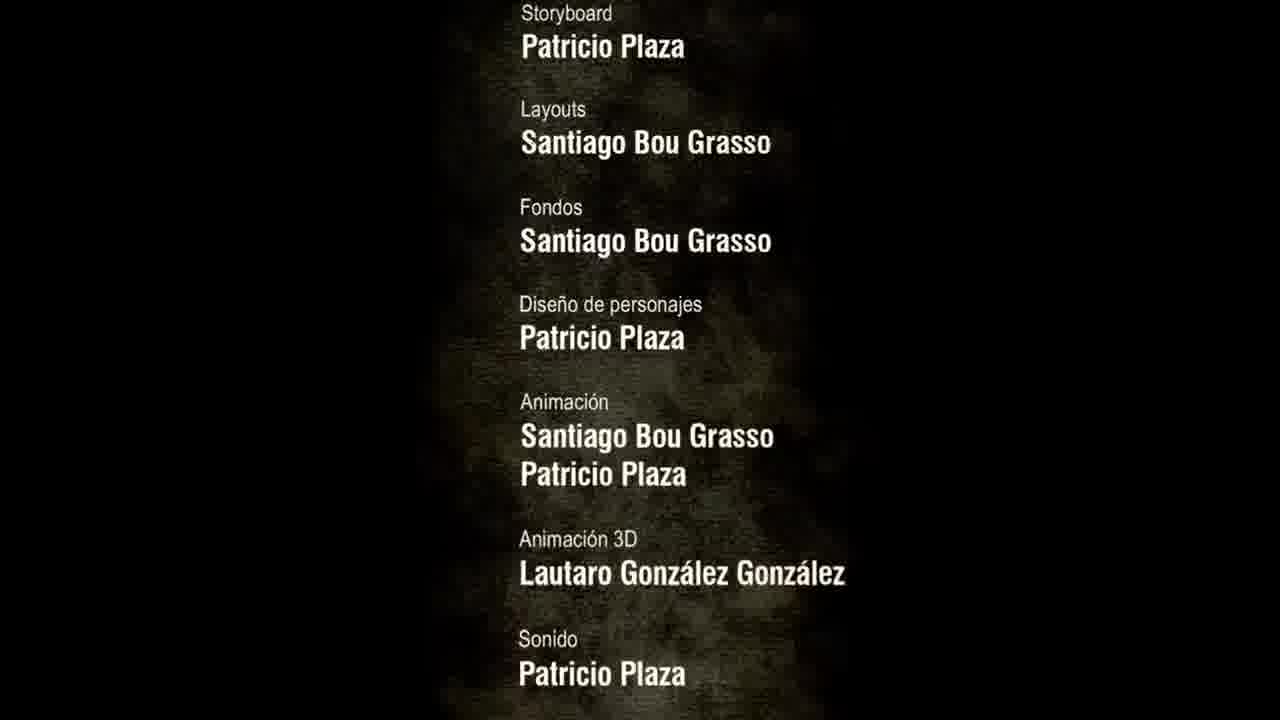 Storyboard
Patricio Plaza
Layouts
Santiago Bou Grasso
Fondos
Santiago Bou Grasso
Diseño de personajes
Patricio Plaza
Animación
Santiago Bou Grasso
Patricio Plaza
Animación 3D
Lautaro González González
Sonido
Patricio Plaza